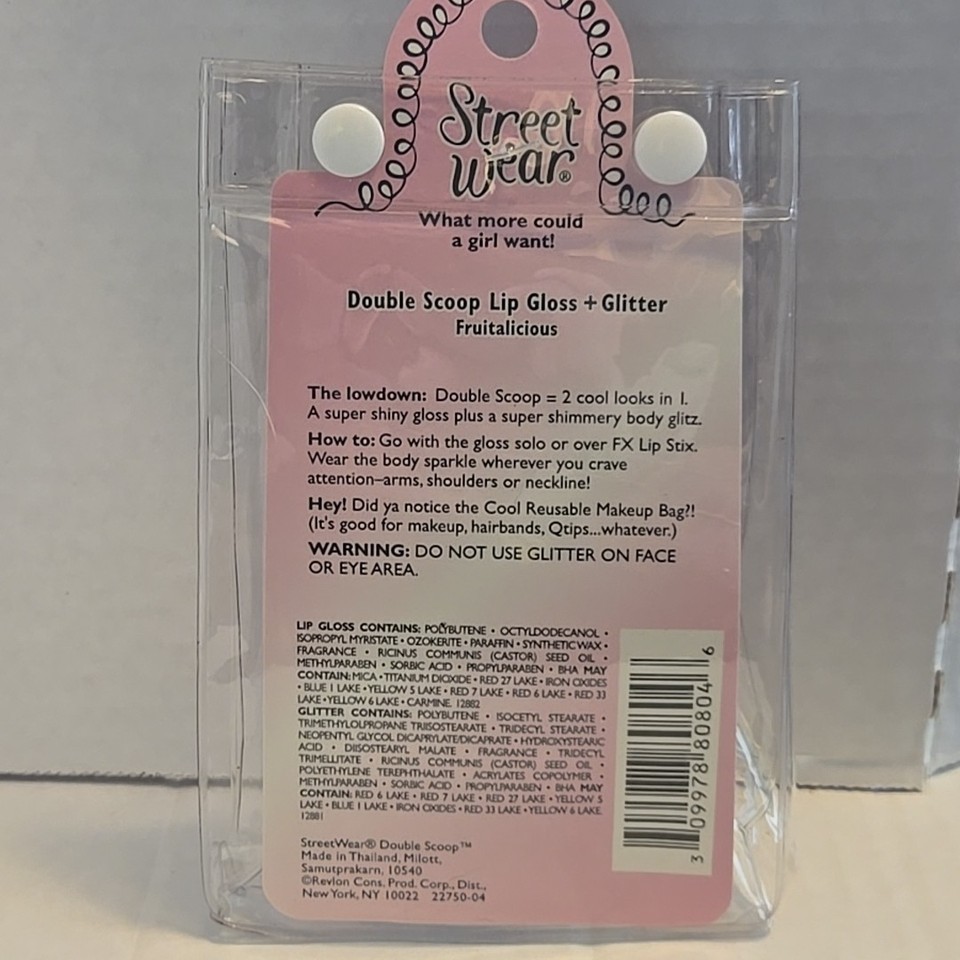 Street
Wear®
What more could
a girl want!
Double Scoop Lip Gloss + Glitter
Fruitalicious
The lowdown: Double Scoop = 2 cool looks in 1.
A super shiny gloss plus a super shimmery body glitz.
How to: Go with the gloss solo or over FX Lip Stix.
Wear the body sparkle wherever you crave
attention–arms, shoulders or neckline!
Hey! Did ya notice the Cool Reusable Makeup Bag?!
(It's good for makeup, hairbands, Qtips...whatever.)
WARNING: DO NOT USE GLITTER ON FACE
OR EYE AREA.
LIP GLOSS CONTAINS: POLYBUTENE • OCTYLDODECANOL •
ISOPROPYL MYRISTATE • OZOKERITE • PARAFFIN • SYNTHETIC WAX •
FRAGRANCE • RICINUS COMMUNIS (CASTOR) SEED OIL •
METHYLPARABEN • SORBIC ACID • PROPYLPARABEN • BHA MAY
CONTAIN: MICA • TITANIUM DIOXIDE • RED 27 LAKE • IRON OXIDES
• BLUE 1 LAKE • YELLOW 5 LAKE • RED 7 LAKE • RED 6 LAKE • RED 33
LAKE • YELLOW 6 LAKE • CARMINE. 12882
GLITTER CONTAINS: POLYBUTENE • ISOCETYL STEARATE •
TRIMETHYLOLPROPANE TRIISOSTEARATE • TRIDECYL STEARATE •
NEOPENTYL GLYCOL DICAPRYLATE/DICAPRATE • HYDROXYSTEARIC
ACID • DIISOSTEARYL MALATE • FRAGRANCE • TRIDECYL
TRIMELLITATE • RICINUS COMMUNIS (CASTOR) SEED OIL •
POLYETHYLENE TEREPHTHALATE • ACRYLATES COPOLYMER •
METHYLPARABEN • SORBIC ACID • PROPYLPARABEN • BHA MAY
CONTAIN: RED 6 LAKE • RED 7 LAKE • RED 27 LAKE • YELLOW 5
LAKE • BLUE 1 LAKE • IRON OXIDES • RED 33 LAKE • YELLOW 6 LAKE
12881
StreetWear® Double Scoop™
Made in Thailand, Milott,
Samutprakarn, 10540
©Revlon Cons. Prod. Corp., Dist.,
New York, NY 10022 22750-04
3 09978 80804 6